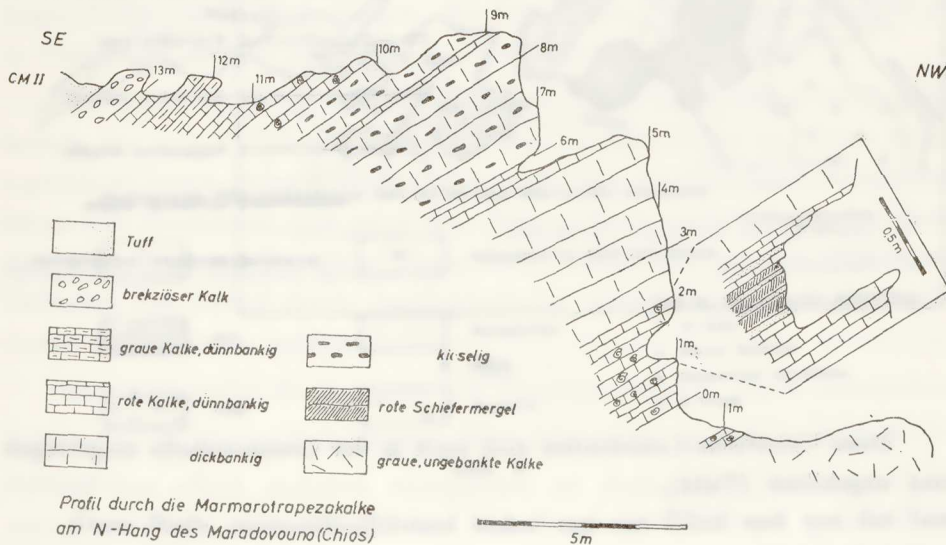 SE
NW
CM II
13m
12m
11m
10m
9m
8m
7m
6m
5m
4m
3m
2m
1m
0m
1m
0,5m
Tuff
brekziöser Kalk
graue Kalke, dünnbankig
rote Kalke, dünnbankig
dickbankig
kieselig
rote Schiefermergel
graue, ungebankte Kalke
Profil durch die Marmarotrapezakalke
am N-Hang des Maradovouno (Chios)
5m